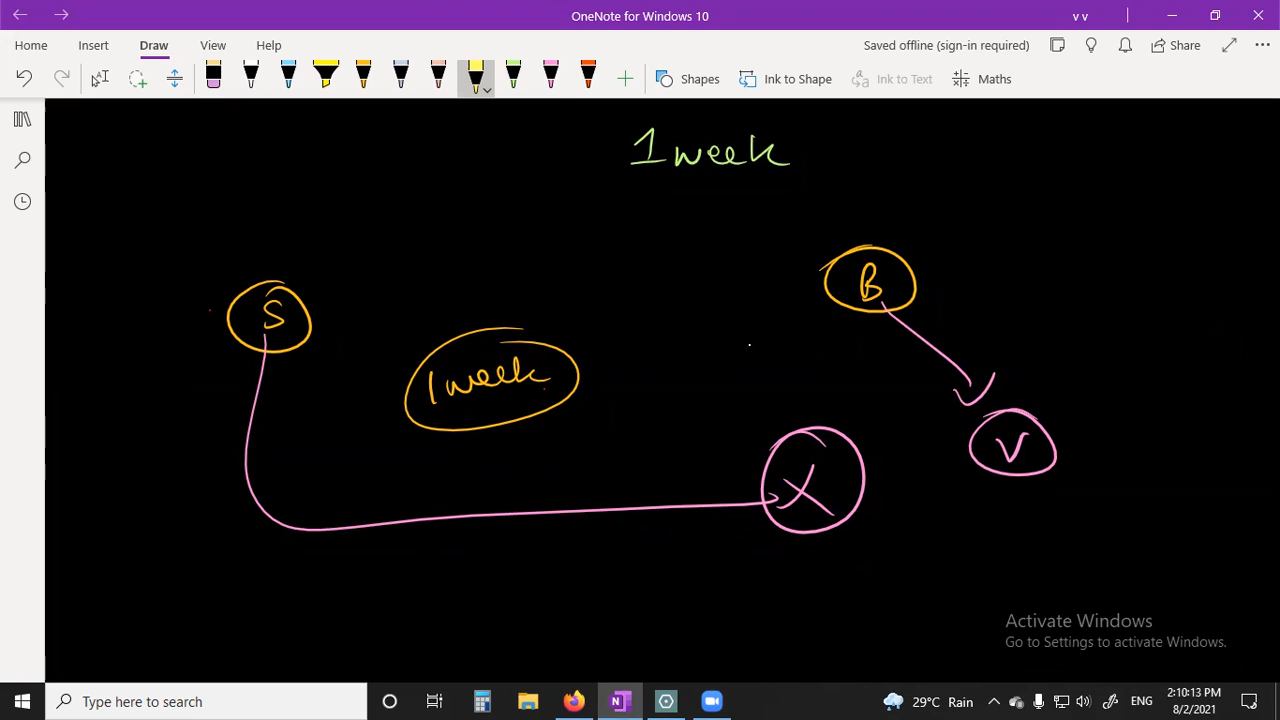 OneNote for Windows 10
v v
Home Insert Draw View Help
Saved offline (sign-in required)
Share
Shapes
Ink to Shape
Ink to Text
Maths
1 week
B
S
1 week
V
X
Activate Windows
Go to Settings to activate Windows.
Type here to search
29°C Rain
ENG
2:10:13 PM
8/2/2021